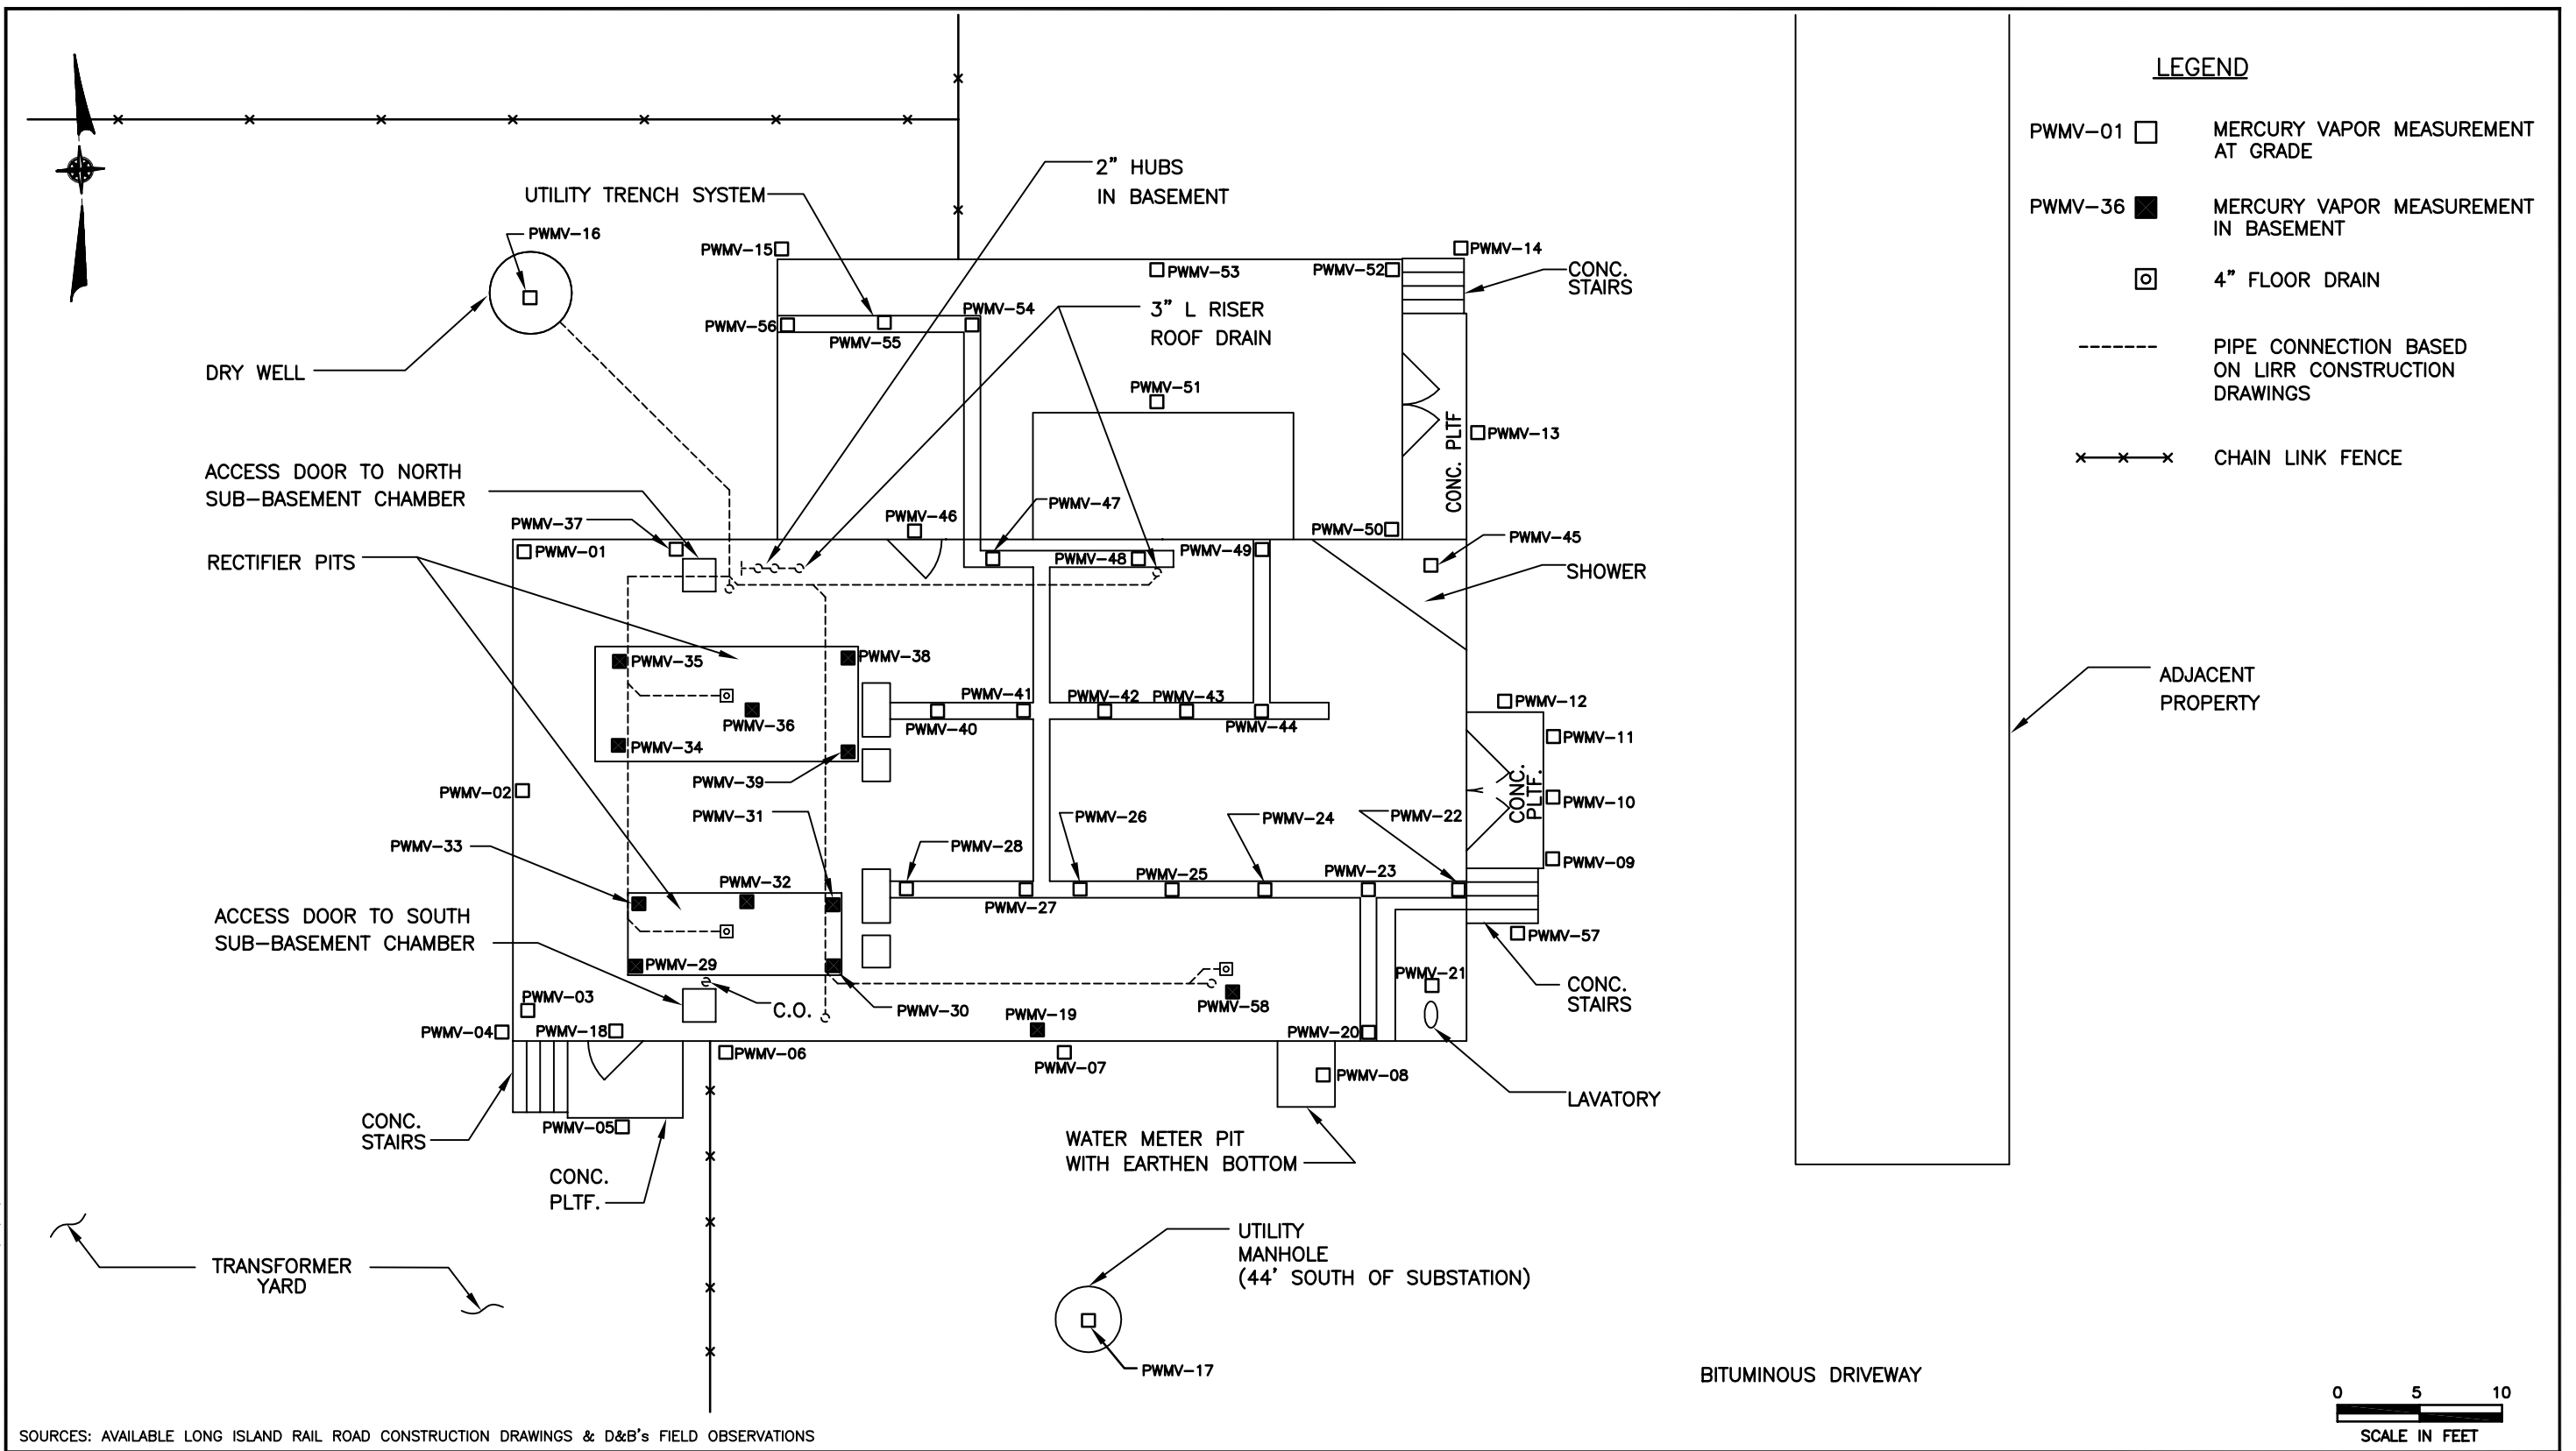 LEGEND
PWMV-01
MERCURY VAPOR MEASUREMENT
AT GRADE
PWMV-36
MERCURY VAPOR MEASUREMENT
IN BASEMENT
4" FLOOR DRAIN
PIPE CONNECTION BASED
ON LIRR CONSTRUCTION
DRAWINGS
CHAIN LINK FENCE
2" HUBS
IN BASEMENT
UTILITY TRENCH SYSTEM
PWMV-16
PWMV-15
PWMV-53
PWMV-52
PWMV-14
CONC.
STAIRS
PWMV-54
3" L RISER
ROOF DRAIN
PWMV-56
PWMV-55
DRY WELL
PWMV-51
CONC. PLTF
PWMV-13
ACCESS DOOR TO NORTH
SUB-BASEMENT CHAMBER
PWMV-37
PWMV-46
PWMV-47
PWMV-50
PWMV-45
PWMV-01
PWMV-48
PWMV-49
RECTIFIER PITS
SHOWER
PWMV-35
PWMV-38
ADJACENT
PROPERTY
PWMV-41
PWMV-42
PWMV-43
PWMV-12
PWMV-36
PWMV-40
PWMV-44
PWMV-34
PWMV-11
PWMV-39
CONC.
PLTF.
PWMV-02
PWMV-10
PWMV-31
PWMV-26
PWMV-24
PWMV-22
PWMV-33
PWMV-28
PWMV-09
PWMV-32
PWMV-25
PWMV-23
PWMV-27
ACCESS DOOR TO SOUTH
SUB-BASEMENT CHAMBER
PWMV-57
PWMV-29
PWMV-21
CONC.
STAIRS
PWMV-03
C.O.
PWMV-30
PWMV-58
PWMV-19
PWMV-04
PWMV-18
PWMV-20
PWMV-06
PWMV-07
PWMV-08
LAVATORY
CONC.
STAIRS
PWMV-05
WATER METER PIT
WITH EARTHEN BOTTOM
CONC.
PLTF.
UTILITY
MANHOLE
(44' SOUTH OF SUBSTATION)
TRANSFORMER
YARD
PWMV-17
BITUMINOUS DRIVEWAY
0 5 10
SCALE IN FEET
SOURCES: AVAILABLE LONG ISLAND RAIL ROAD CONSTRUCTION DRAWINGS & D&B's FIELD OBSERVATIONS